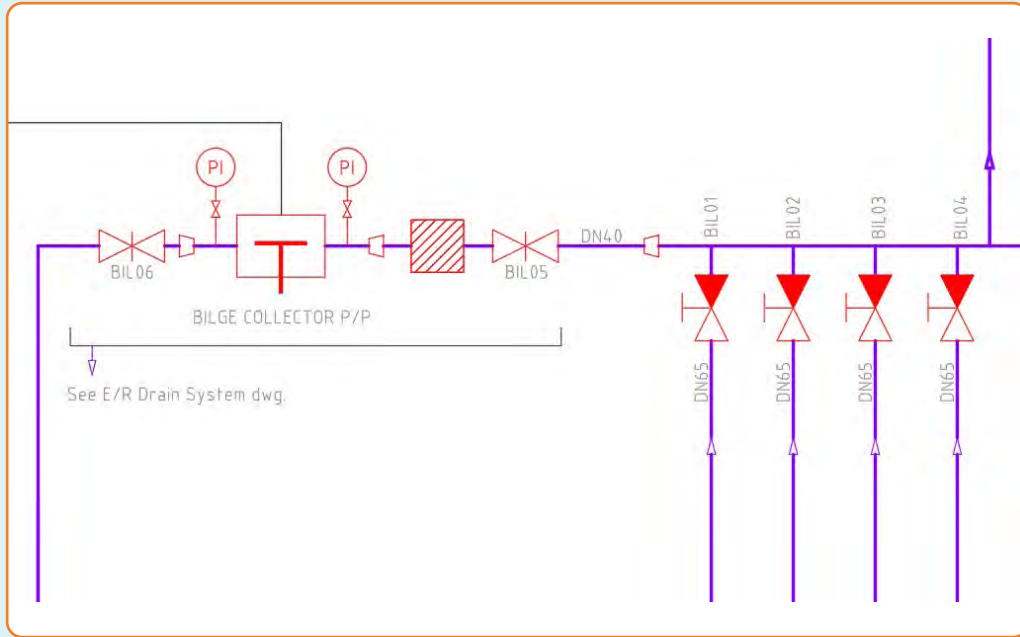 BIL01
BIL02
BIL03
BIL04
PI
PI
DN40
BIL06
BIL05
BILGE COLLECTOR P/P
See E/R Drain System dwg.
DN65
DN65
DN65
DN65